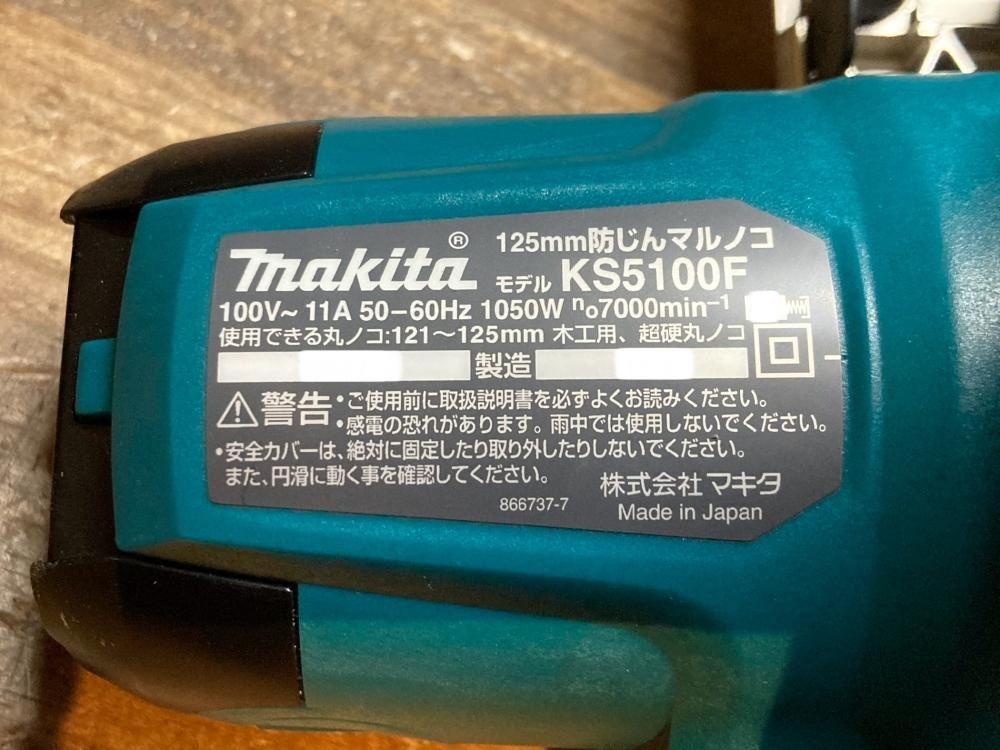 makita® 125mm防じんマルノコ
モデル KS5100F
100V~ 11A 50-60Hz 1050W n₀7000min⁻¹
使用できる丸ノコ:121~125mm 木工用、超硬丸ノコ
製造
警告 •ご使用前に取扱説明書を必ずよくお読みください。
•感電の恐れがあります。雨中では使用しないでください。
•安全カバーは、絶対に固定したり取り外したりしないでください。
また、円滑に動く事を確認してください。
株式会社 マキタ
866737-7 Made in Japan